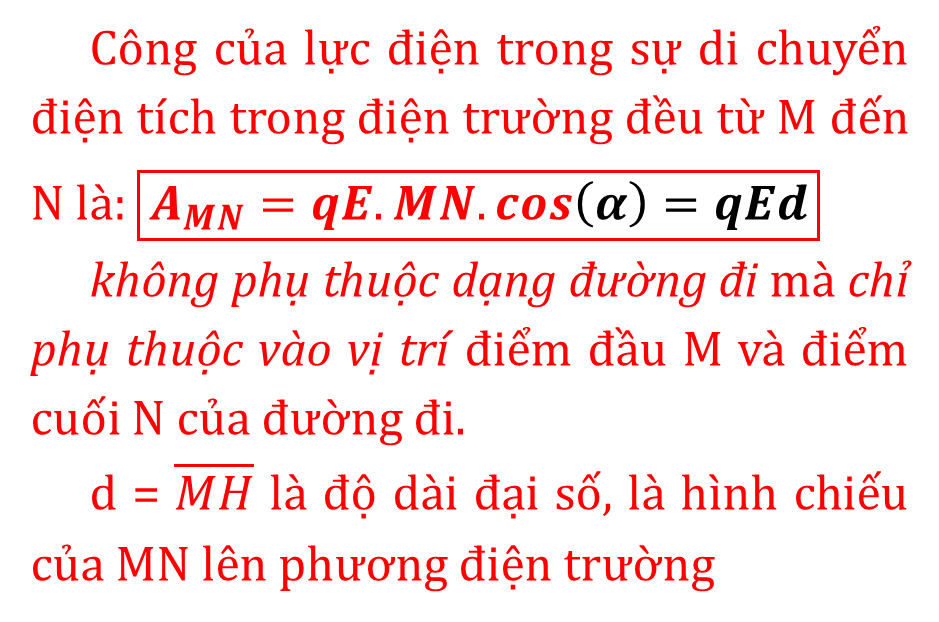 Công của lực điện trong sự di chuyển
điện tích trong điện trường đều từ M đến
N là: A_MN = qE.MN.cos(α) = qEd
không phụ thuộc dạng đường đi mà chỉ
phụ thuộc vào vị trí điểm đầu M và điểm
cuối N của đường đi.
d = M̅H̅ là độ dài đại số, là hình chiếu
của MN lên phương điện trường